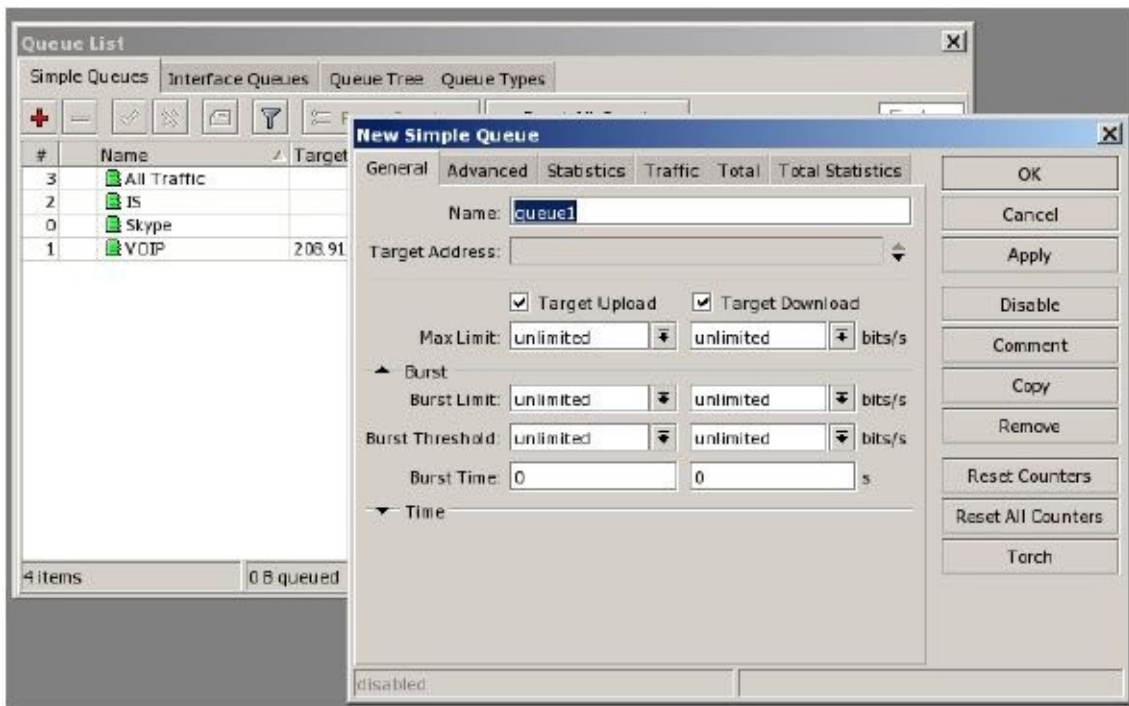 Queue List
Simple Queues Interface Queues Queue Tree Queue Types
# Name Target
3 All Traffic
2 IS
0 Skype
1 VOIP 208.91
4 items 0 B queued
New Simple Queue
General Advanced Statistics Traffic Total Total Statistics
Name: queue1
Target Address:
Target Upload Target Download
Max Limit: unlimited unlimited bits/s
Burst
Burst Limit: unlimited unlimited bits/s
Burst Threshold: unlimited unlimited bits/s
Burst Time: 0 0 s
Time
disabled
OK
Cancel
Apply
Disable
Comment
Copy
Remove
Reset Counters
Reset All Counters
Torch